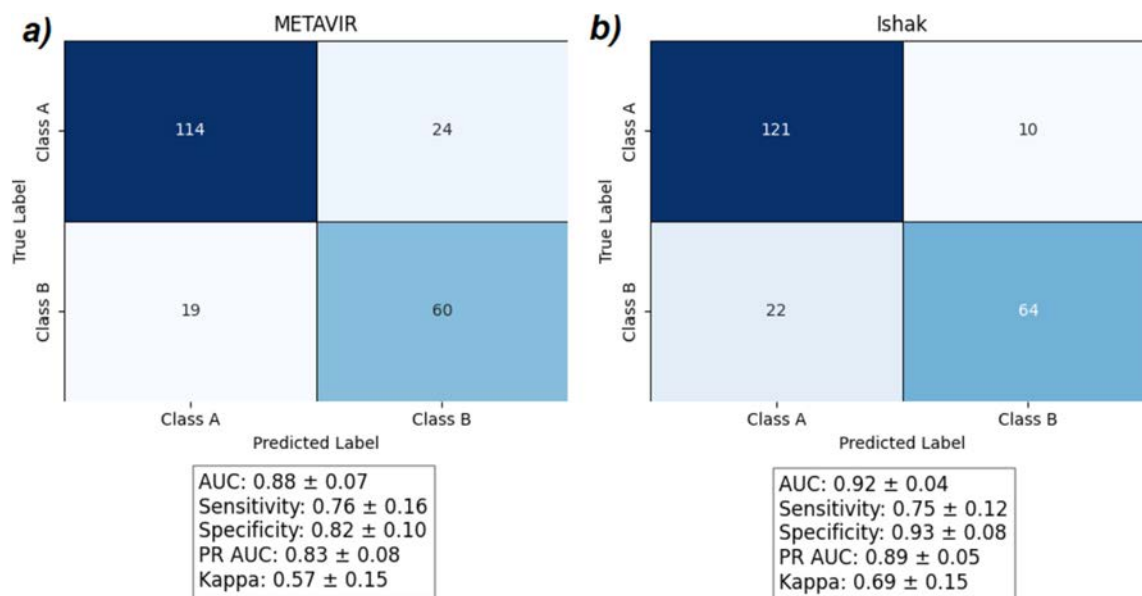 a)
METAVIR
True Label
Class A
Class B
114
24
19
60
Class A
Class B
Predicted Label
AUC: 0.88 ± 0.07
Sensitivity: 0.76 ± 0.16
Specificity: 0.82 ± 0.10
PR AUC: 0.83 ± 0.08
Kappa: 0.57 ± 0.15
b)
Ishak
True Label
Class A
Class B
121
10
22
64
Class A
Class B
Predicted Label
AUC: 0.92 ± 0.04
Sensitivity: 0.75 ± 0.12
Specificity: 0.93 ± 0.08
PR AUC: 0.89 ± 0.05
Kappa: 0.69 ± 0.15